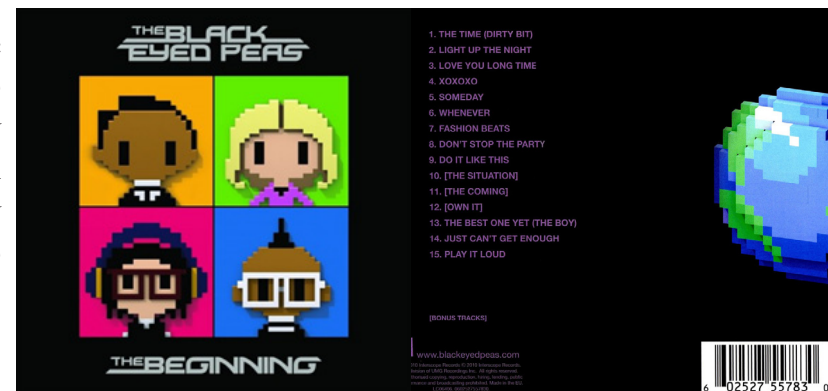 THE BLACK
EYED PEAS
THE BEGINNING
1. THE TIME (DIRTY BIT)
2. LIGHT UP THE NIGHT
3. LOVE YOU LONG TIME
4. XOXOXO
5. SOMEDAY
6. WHENEVER
7. FASHION BEATS
8. DON'T STOP THE PARTY
9. DO IT LIKE THIS
10. [THE SITUATION]
11. [THE COMING]
12. [OWN IT]
13. THE BEST ONE YET (THE BOY)
14. JUST CAN'T GET ENOUGH
15. PLAY IT LOUD
[BONUS TRACKS]
www.blackeyedpeas.com
6 02527 55783